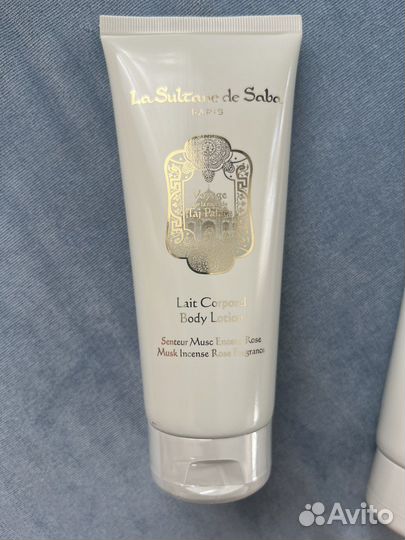 La Sultane de Saba
PARIS
Voyage
Taj Palace
Lait Corporel
Body Lotion
Senteur Musc Encens Rose
Musk Incense Rose Fragrance
Avito